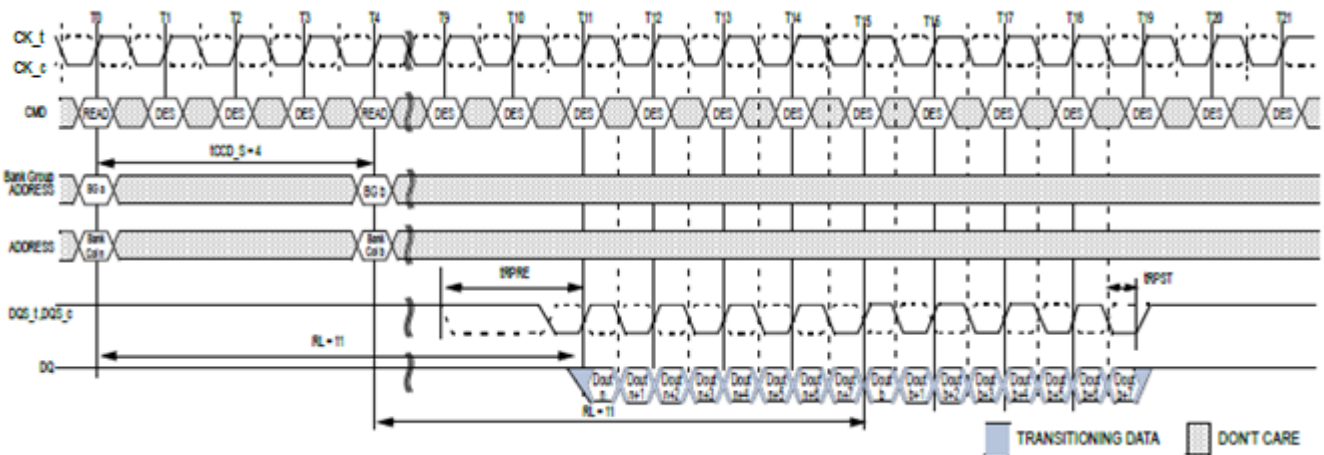 T0 T1 T2 T3 T4 T9 T10 T11 T12 T13 T14 T15 T16 T17 T18 T19 T20 T21
CK_t
CK_c
CMD READ DES DES DES READ DES DES DES DES DES DES DES DES DES DES DES DES DES
tCCD_S = 4
Bank Group
ADDRESS BG a BG b
ADDRESS Bank Bank
Col n Col b
tRPRE tRPST
DQS_t,DQS_c
RL = 11
DQ Dout Dout Dout Dout Dout Dout Dout Dout Dout Dout Dout Dout Dout Dout Dout Dout
n n+1 n+2 n+3 n+4 n+5 n+6 n+7 b b+1 b+2 b+3 b+4 b+5 b+6 b+7
RL = 11
TRANSITIONING DATA DON'T CARE